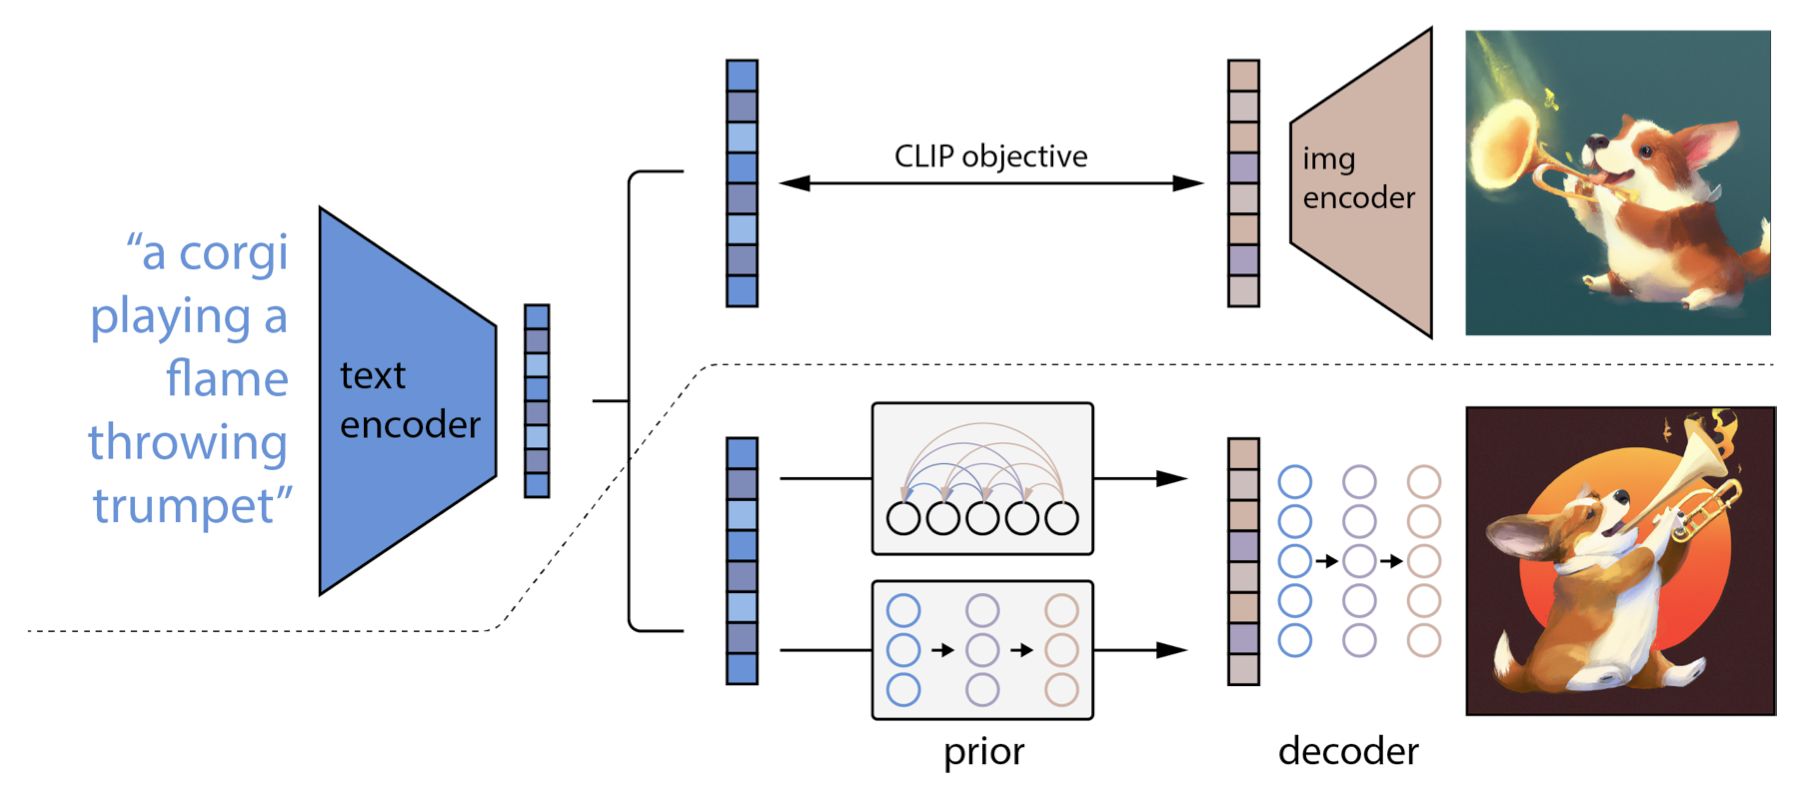 “a corgi
playing a
flame
throwing
trumpet”
text
encoder
CLIP objective
img
encoder
prior
decoder